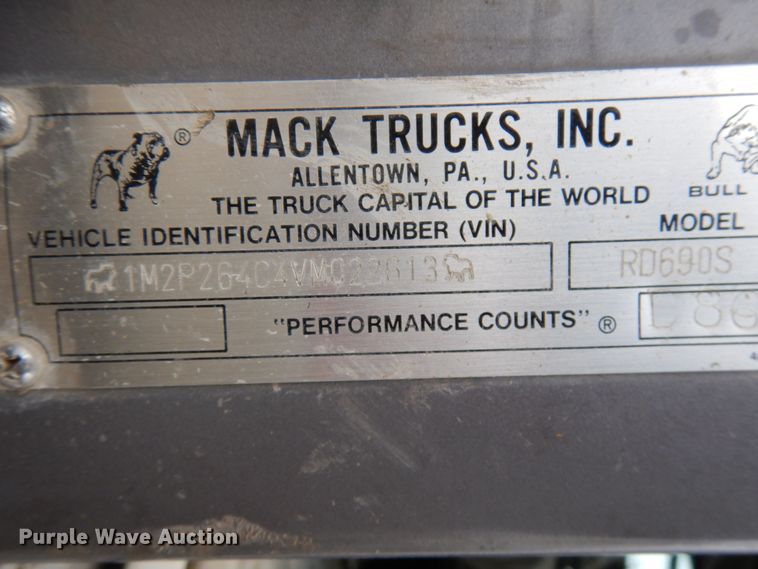 ® MACK TRUCKS, INC.
ALLENTOWN, PA., U.S.A.
THE TRUCK CAPITAL OF THE WORLD
BULL
VEHICLE IDENTIFICATION NUMBER (VIN) MODEL
1M2P264C4VM022613 RD690S
"PERFORMANCE COUNTS" ®
Purple Wave Auction®